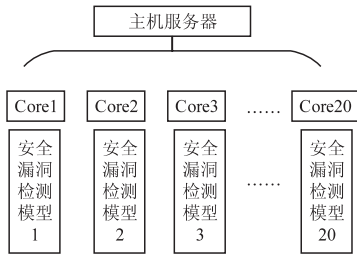 主机服务器
Core1 Core2 Core3 …… Core20
安全 安全 安全 安全
漏洞 漏洞 漏洞 漏洞
检测 检测 检测 …… 检测
模型 模型 模型 模型
1 2 3 20